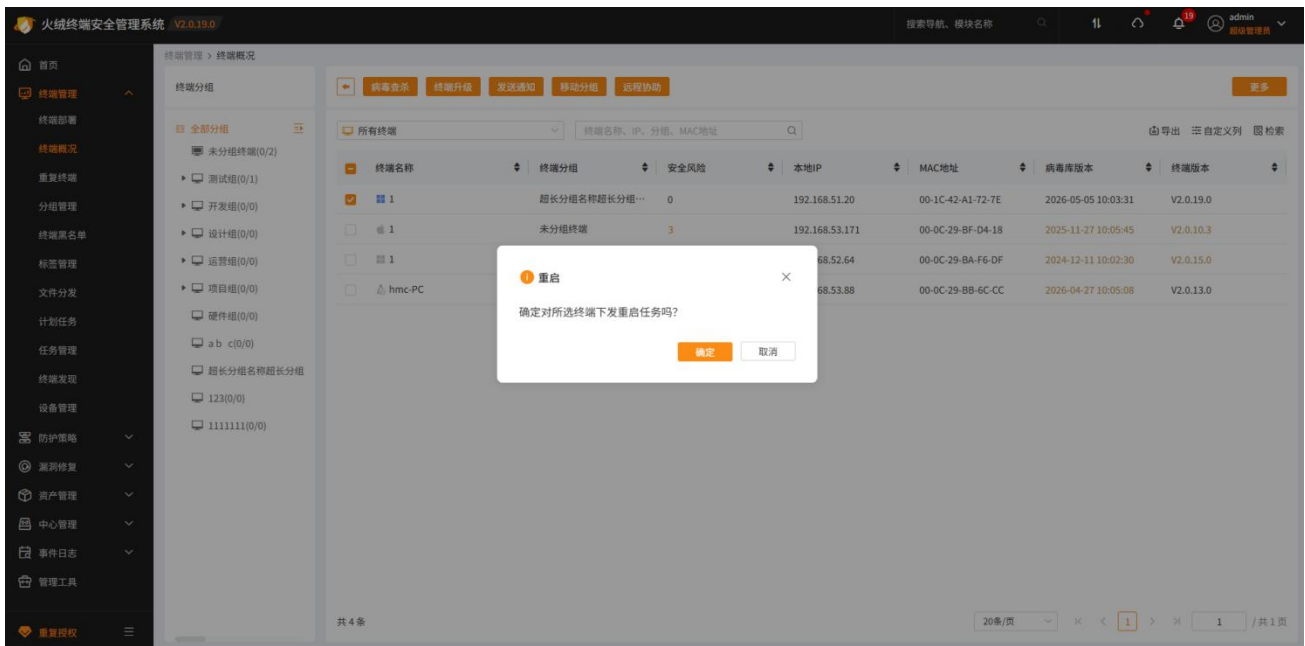 火绒终端安全管理系统 V2.0.19.0
搜索导航、模块名称
19
admin
超级管理员
首页
终端管理
终端部署
终端概况
重复终端
分组管理
终端黑名单
标签管理
文件分发
计划任务
任务管理
终端发现
设备管理
防护策略
漏洞修复
资产管理
中心管理
事件日志
管理工具
重复授权
终端管理 > 终端概况
终端分组
全部分组
未分组终端(0/2)
测试组(0/1)
开发组(0/0)
设计组(0/0)
运营组(0/0)
项目组(0/0)
硬件组(0/0)
a b c(0/0)
超长分组名称超长分组
123(0/0)
1111111(0/0)
病毒查杀 终端升级 发送通知 移动分组 远程协助 更多
所有终端 终端名称、IP、分组、MAC地址 导出 自定义列 检索
终端名称 终端分组 安全风险 本地IP MAC地址 病毒库版本 终端版本
1 超长分组名称超长分组… 0 192.168.51.20 00-1C-42-A1-72-7E 2026-05-05 10:03:31 V2.0.19.0
1 未分组终端 3 192.168.53.171 00-0C-29-BF-D4-18 2025-11-27 10:05:45 V2.0.10.3
1 68.52.64 00-0C-29-BA-F6-DF 2024-12-11 10:02:30 V2.0.15.0
hmc-PC 68.53.88 00-0C-29-BB-6C-CC 2026-04-27 10:05:08 V2.0.13.0
重启
确定对所选终端下发重启任务吗?
确定 取消
共 4 条 20条/页 1 1 / 共 1 页